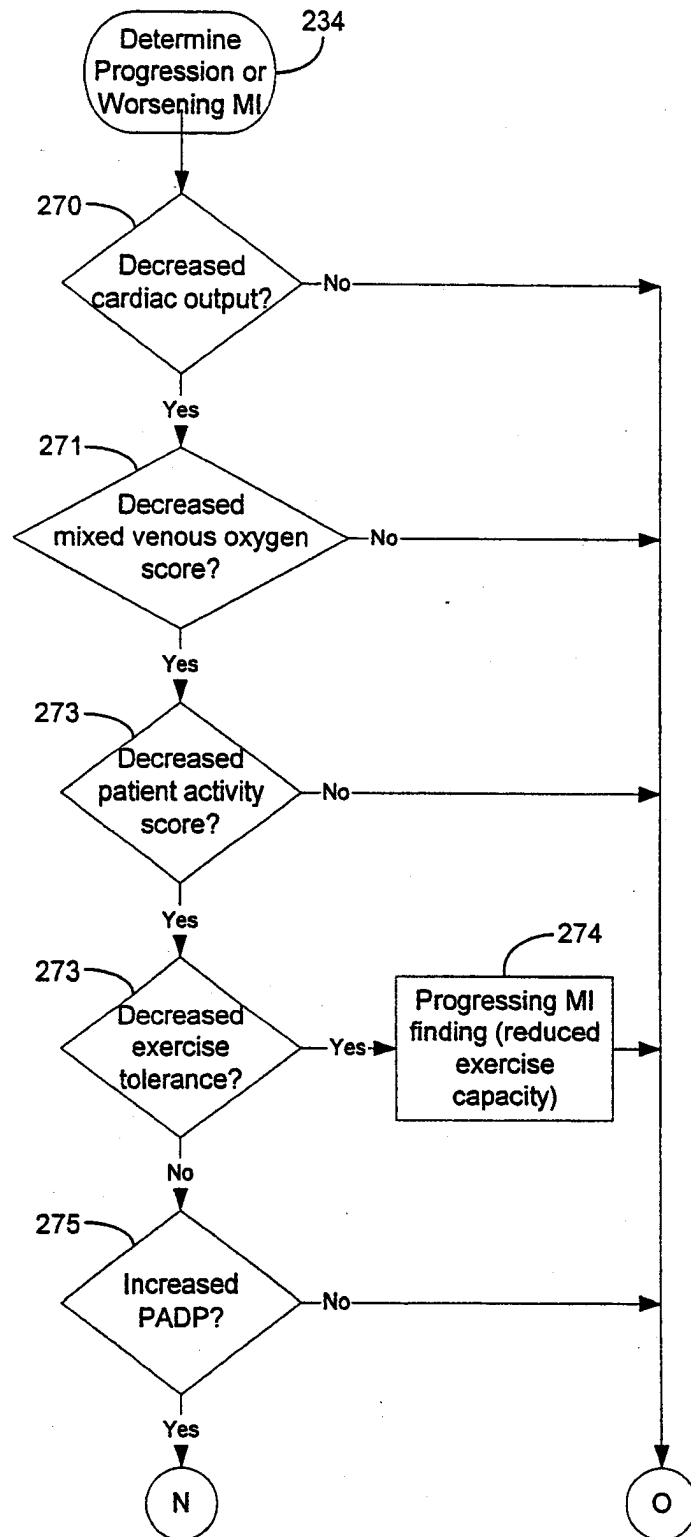 234
Determine
Progression or
Worsening MI
270
Decreased
cardiac output?
No
Yes
271
Decreased
mixed venous oxygen
score?
No
Yes
273
Decreased
patient activity
score?
No
Yes
273
Decreased
exercise
tolerance?
Yes
274
Progressing MI
finding (reduced
exercise
capacity)
No
275
Increased
PADP?
No
Yes
N
O